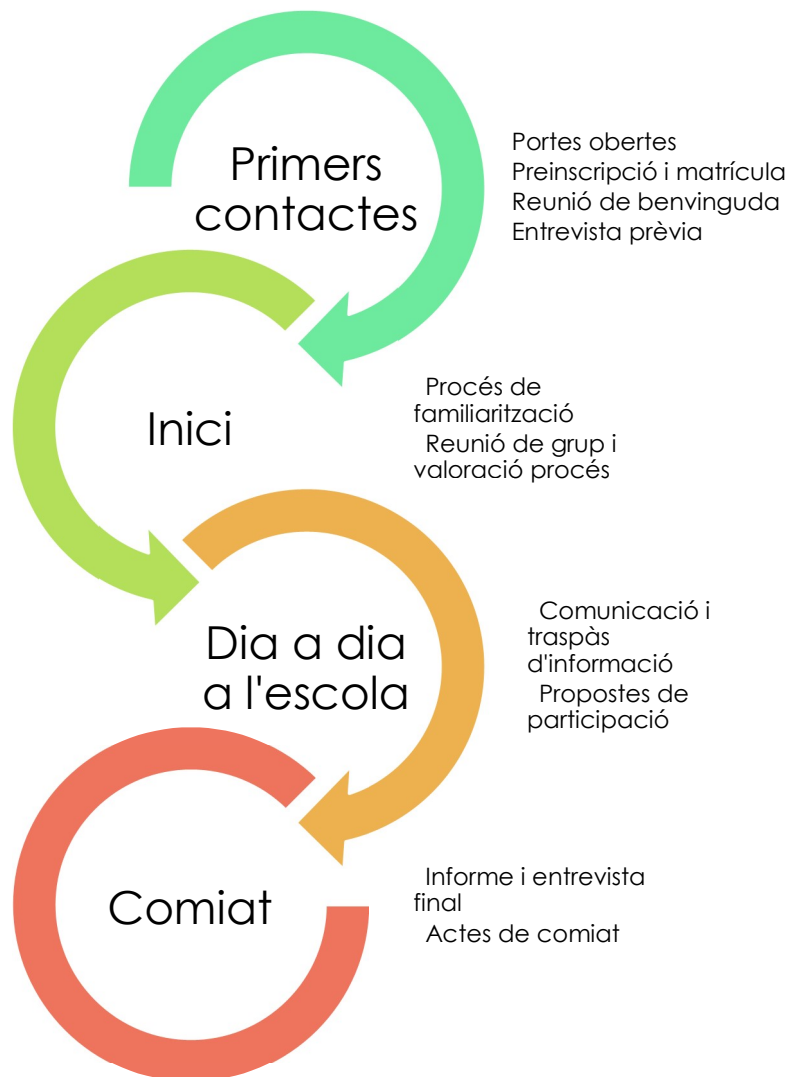 Primers
contactes
Portes obertes
Preinscripció i matrícula
Reunió de benvinguda
Entrevista prèvia
Inici
Procés de
familiarització
Reunió de grup i
valoració procés
Dia a dia
a l'escola
Comunicació i
traspàs
d'informació
Propostes de
participació
Comiat
Informe i entrevista
final
Actes de comiat